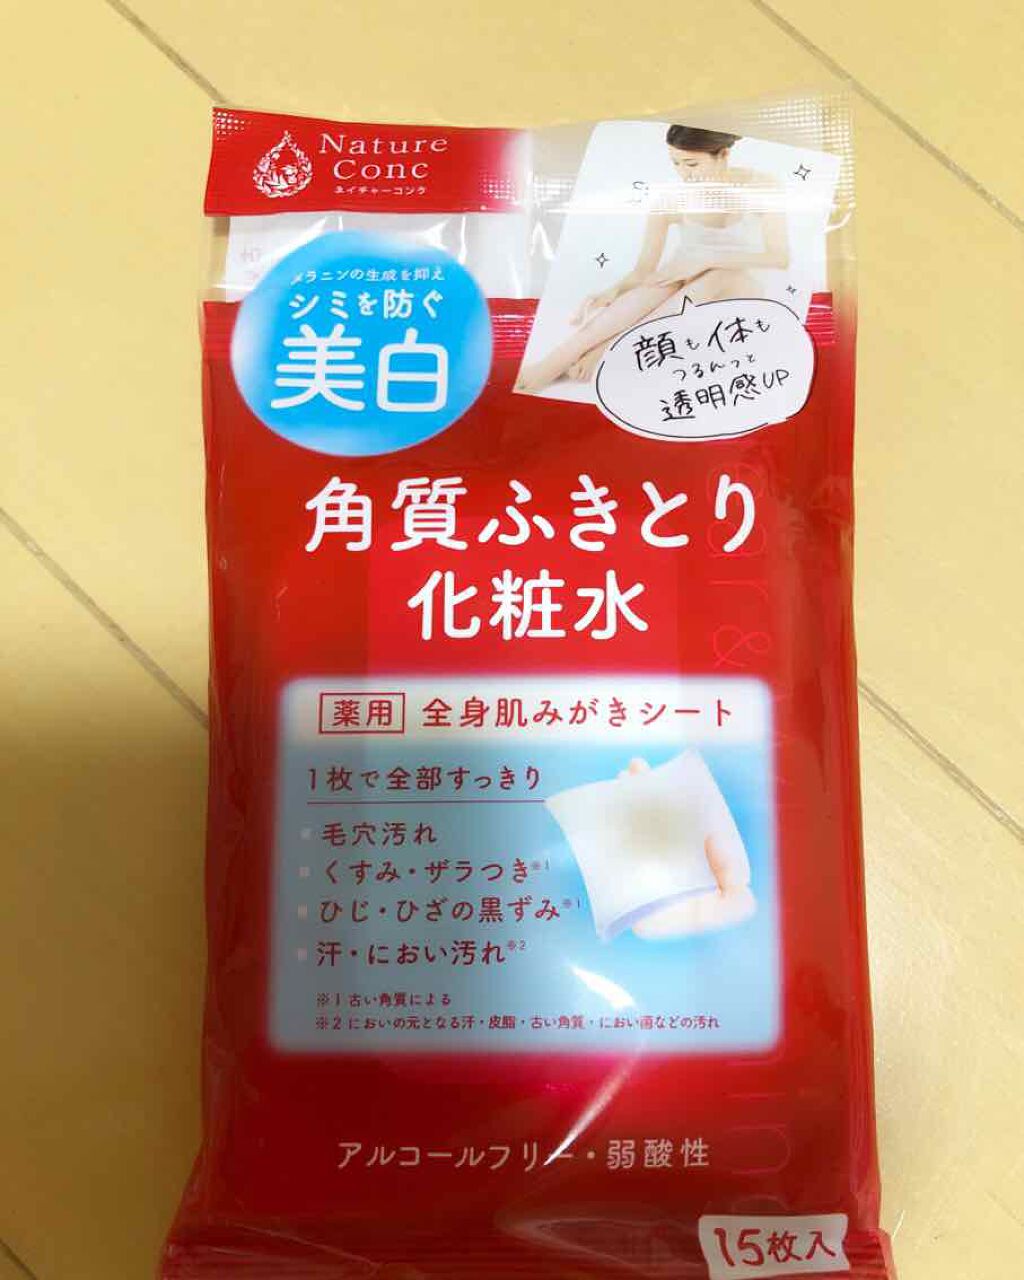 Nature
Conc
ネイチャーコンク
メラニンの生成を抑え
シミを防ぐ
美白
顔も体も
つるんっと
透明感UP
角質ふきとり
化粧水
薬用 全身肌みがきシート
1枚で全部すっきり
毛穴汚れ
くすみ・ザラつき※1
ひじ・ひざの黒ずみ※1
汗・におい汚れ※2
※1 古い角質による
※2 においの元となる汗・皮脂・古い角質・におい菌などの汚れ
アルコールフリー・弱酸性
15枚入